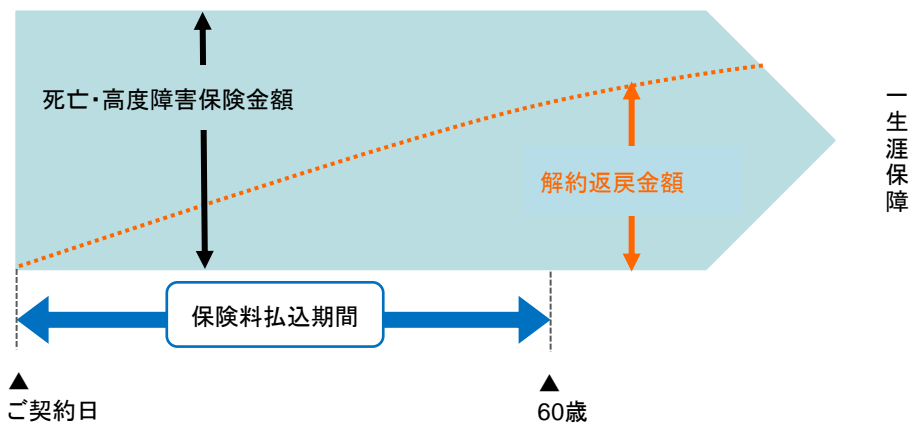 死亡・高度障害保険金額
解約返戻金額
一生涯保障
保険料払込期間
▲
ご契約日
▲
60歳